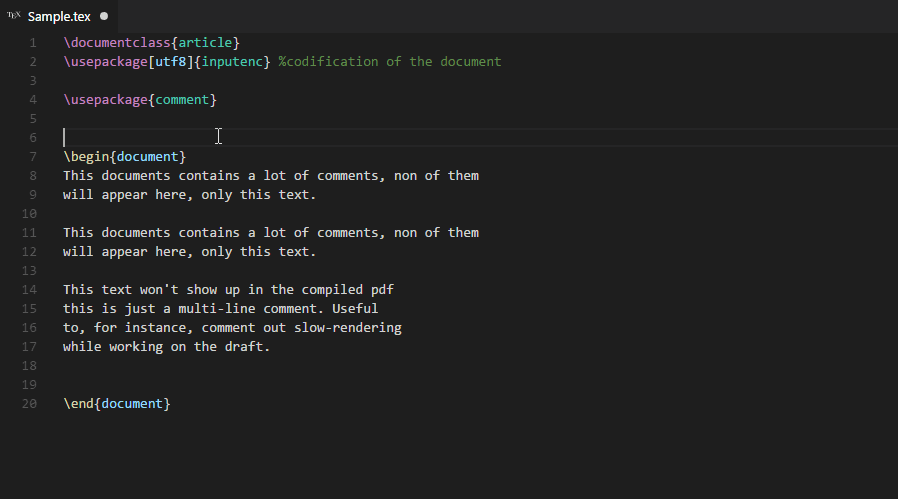 TEX Sample.tex
1 \documentclass{article}
2 \usepackage[utf8]{inputenc} %codification of the document
3
4 \usepackage{comment}
5
6
7 \begin{document}
8 This documents contains a lot of comments, non of them
9 will appear here, only this text.
10
11 This documents contains a lot of comments, non of them
12 will appear here, only this text.
13
14 This text won't show up in the compiled pdf
15 this is just a multi-line comment. Useful
16 to, for instance, comment out slow-rendering
17 while working on the draft.
18
19
20 \end{document}